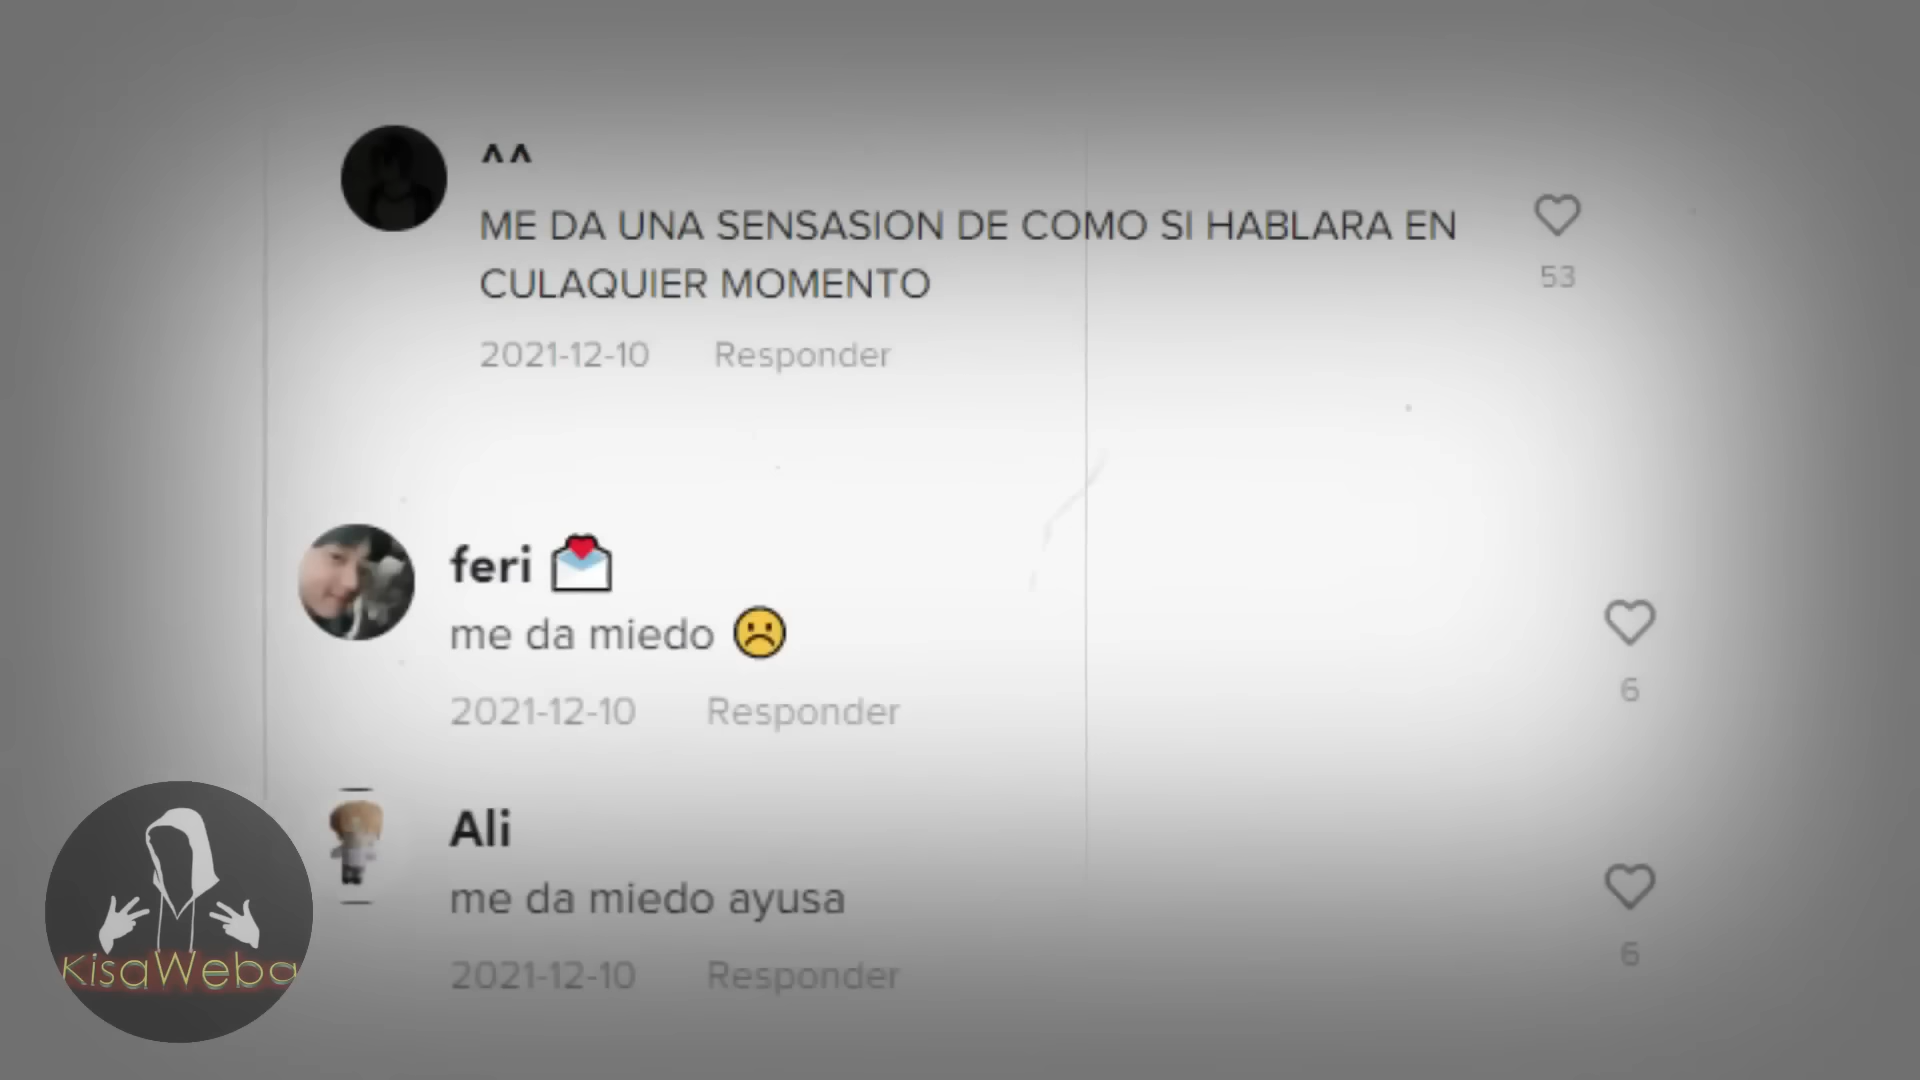 ^^
ME DA UNA SENSASION DE COMO SI HABLARA EN
53
CULAQUIER MOMENTO
2021-12-10 Responder
feri 💌
me da miedo ☹️
6
2021-12-10 Responder
Ali
me da miedo ayusa
6
2021-12-10 Responder
KisaWeba